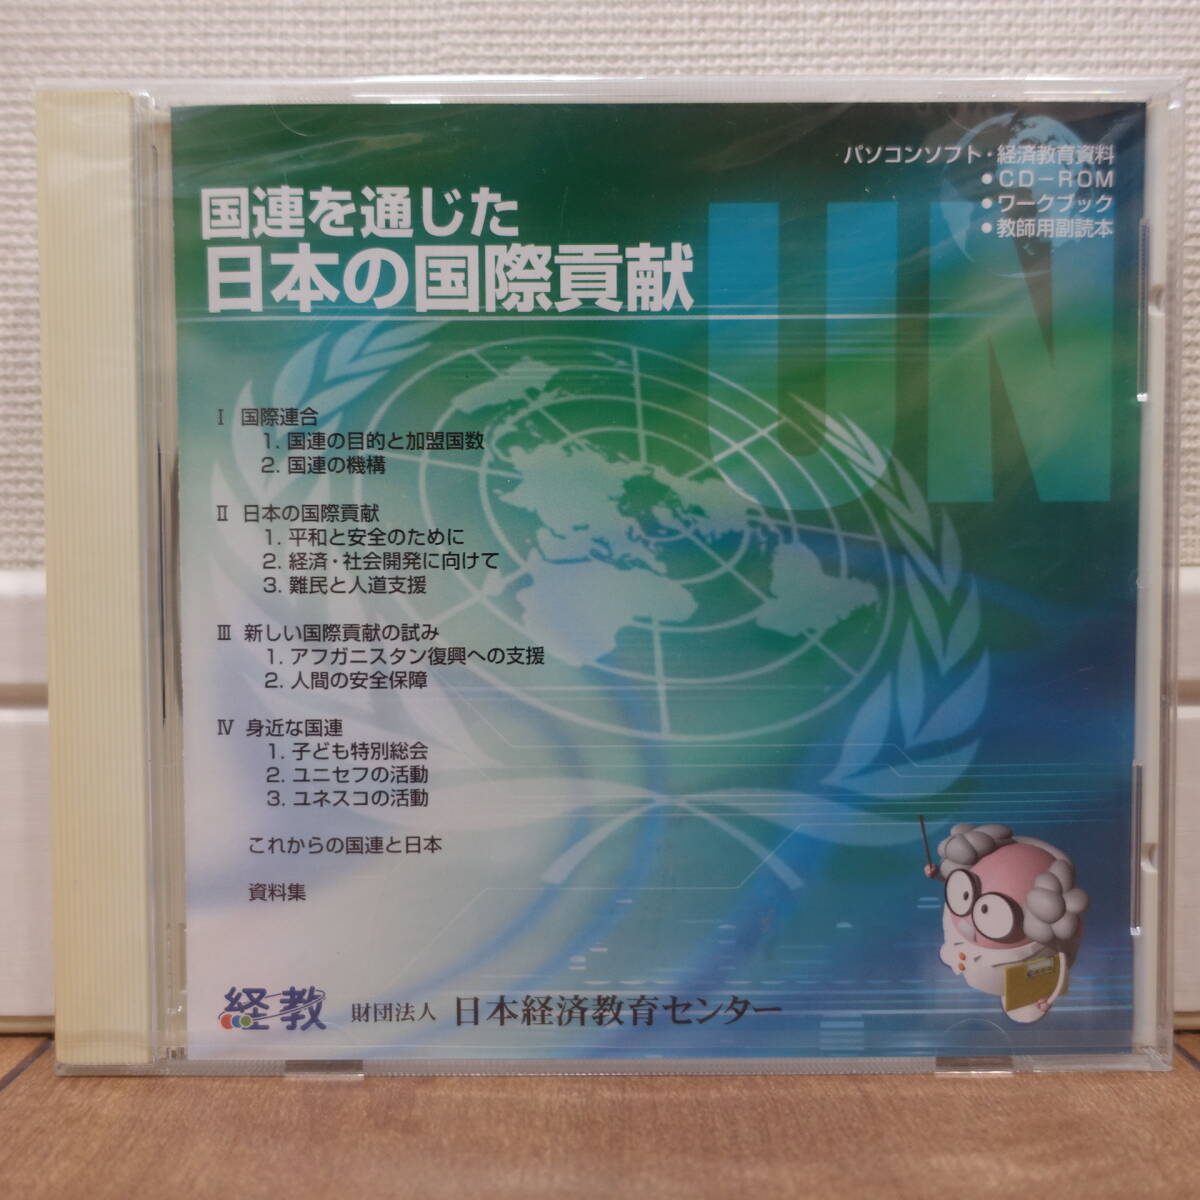 パソコンソフト・経済教育資料
●CD-ROM
●ワークブック
●教師用副読本
UN
国連を通じた
日本の国際貢献
Ⅰ 国際連合
1. 国連の目的と加盟国数
2. 国連の機構
Ⅱ 日本の国際貢献
1. 平和と安全のために
2. 経済・社会開発に向けて
3. 難民と人道支援
Ⅲ 新しい国際貢献の試み
1. アフガニスタン復興への支援
2. 人間の安全保障
Ⅳ 身近な国連
1. 子ども特別総会
2. ユニセフの活動
3. ユネスコの活動
これからの国連と日本
資料集
経教 財団法人 日本経済教育センター